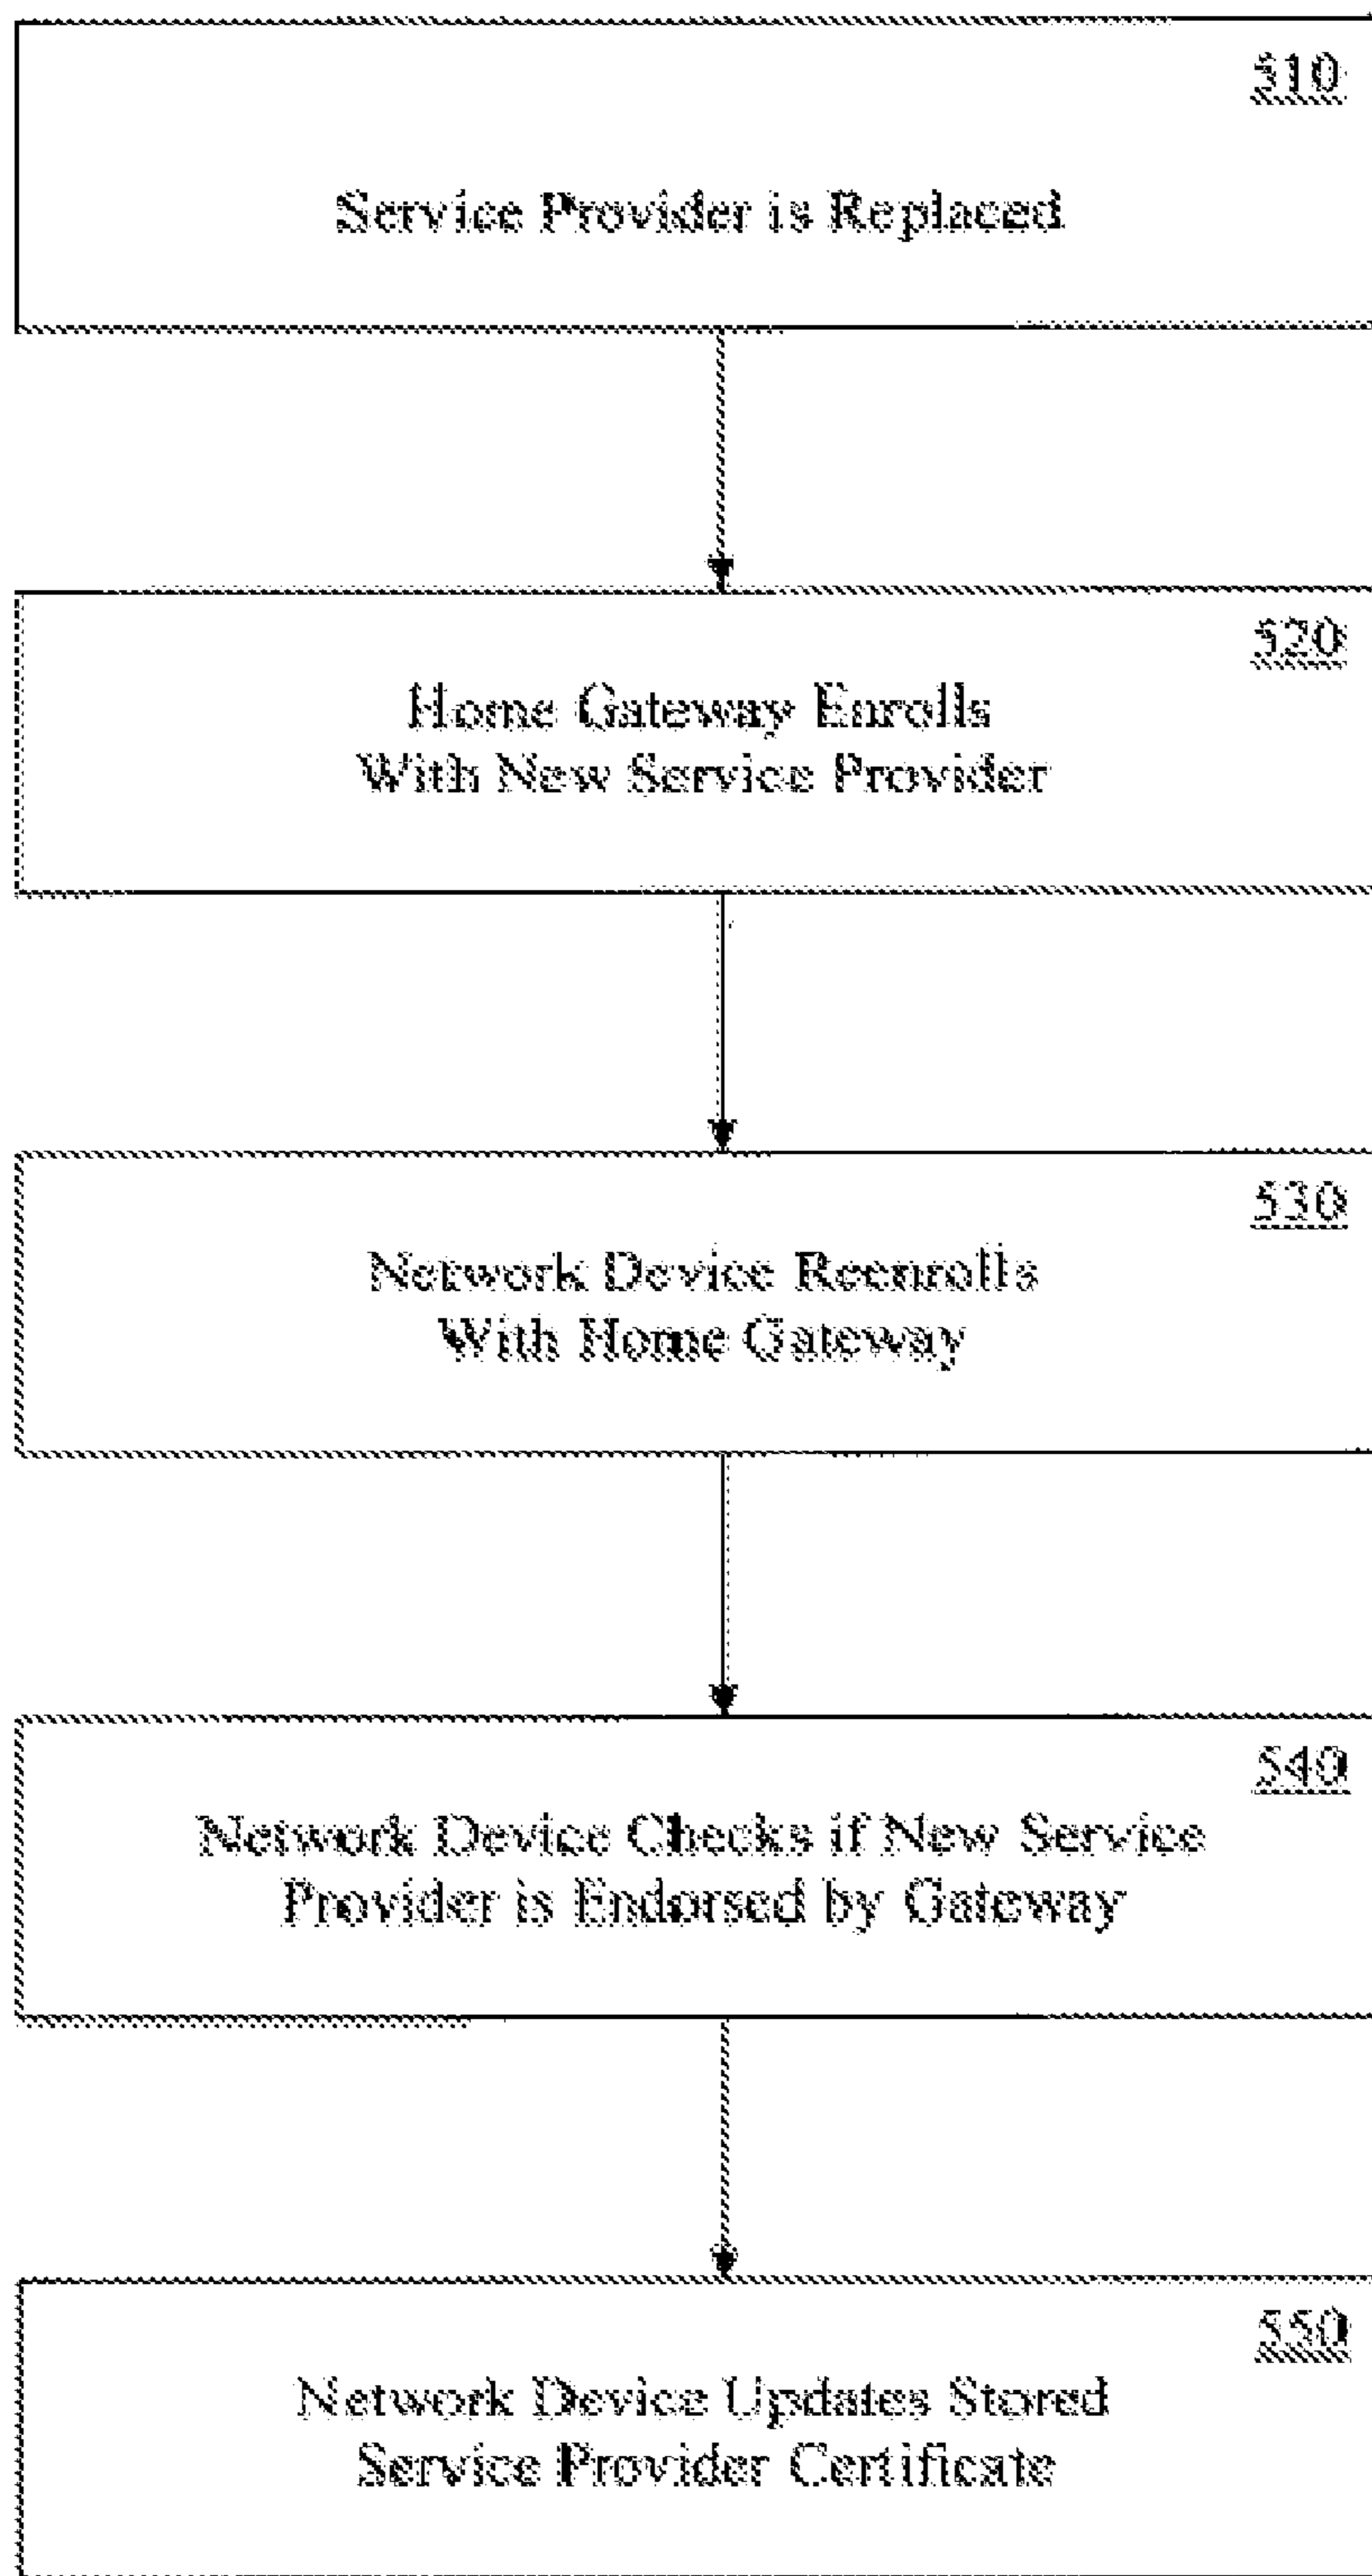 510
Service Provider is Replaced
520
Home Gateway Enrolls
With New Service Provider
530
Network Device Reenrolls
With Home Gateway
540
Network Device Checks if New Service
Provider is Endorsed by Gateway
550
Network Device Updates Stored
Service Provider Certificate